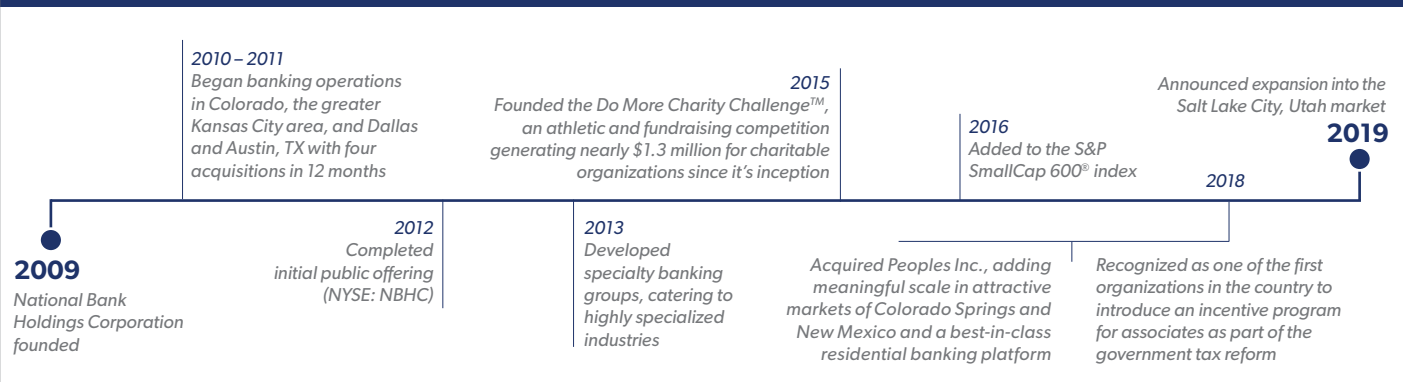 2010 – 2011
Began banking operations
in Colorado, the greater
Kansas City area, and Dallas
and Austin, TX with four
acquisitions in 12 months
2015
Founded the Do More Charity Challenge™,
an athletic and fundraising competition
generating nearly $1.3 million for charitable
organizations since it's inception
2016
Added to the S&P
SmallCap 600® index
Announced expansion into the
Salt Lake City, Utah market
2019
2009
National Bank
Holdings Corporation
founded
2012
Completed
initial public offering
(NYSE: NBHC)
2013
Developed
specialty banking
groups, catering to
highly specialized
industries
2018
Acquired Peoples Inc., adding
meaningful scale in attractive
markets of Colorado Springs and
New Mexico and a best-in-class
residential banking platform
Recognized as one of the first
organizations in the country to
introduce an incentive program
for associates as part of the
government tax reform